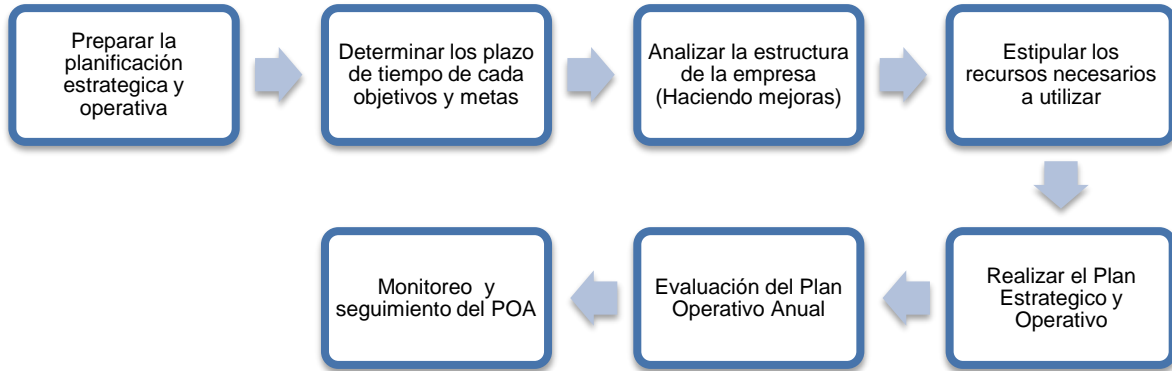 Preparar la
planificación
estrategica y
operativa
Determinar los plazo
de tiempo de cada
objetivos y metas
Analizar la estructura
de la empresa
(Haciendo mejoras)
Estipular los
recursos necesarios
a utilizar
Realizar el Plan
Estrategico y
Operativo
Evaluación del Plan
Operativo Anual
Monitoreo y
seguimiento del POA